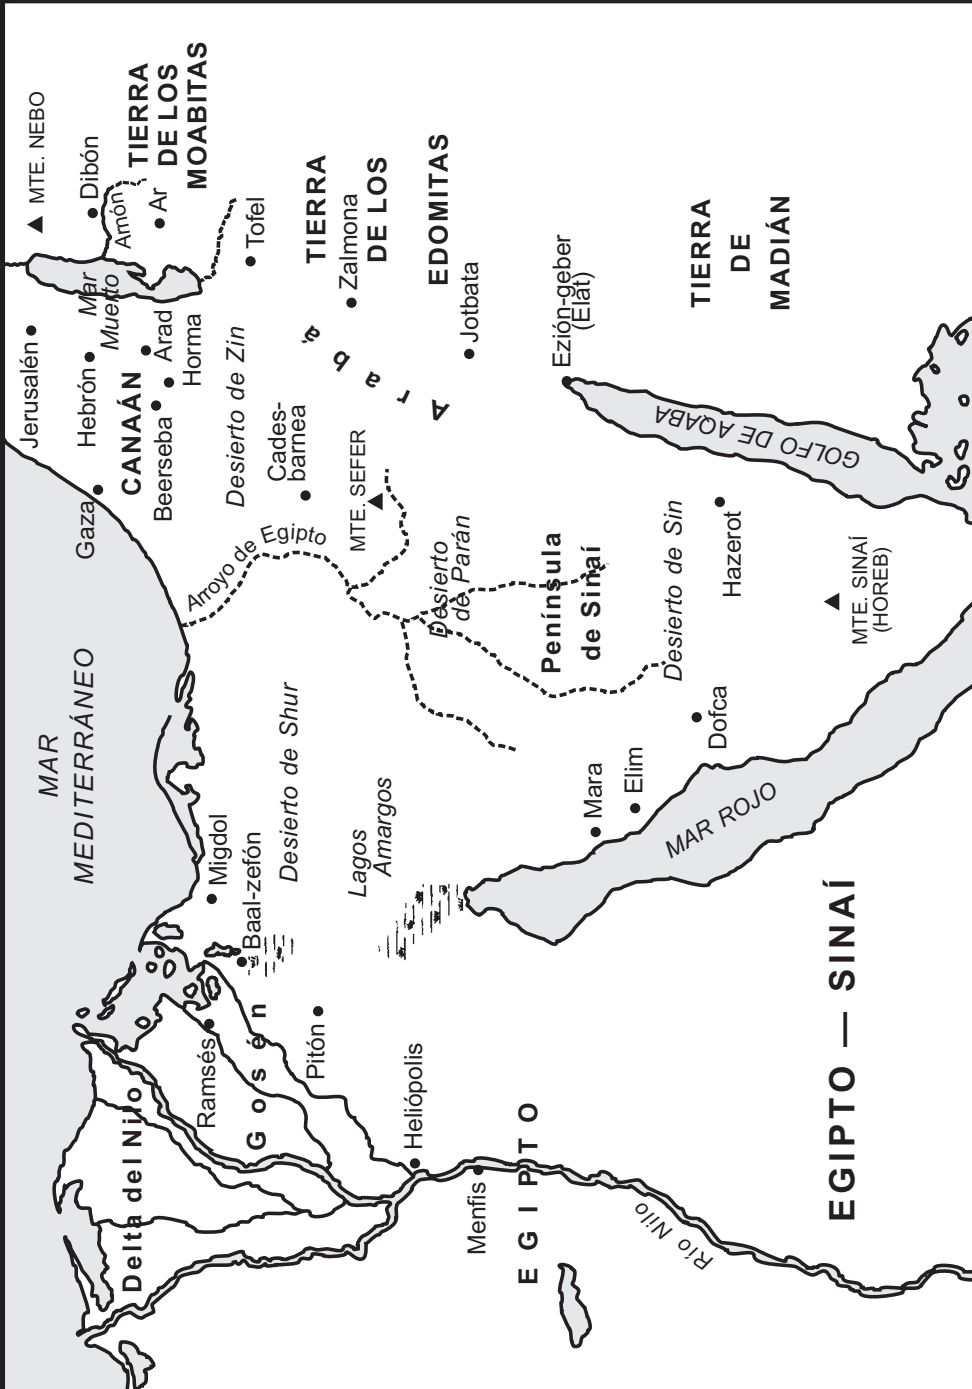 MAR
MEDITERRÁNEO
Delta del Nilo
Ramsés
Gosén
Pitón
Heliópolis
Menfis
EGIPTO
Río Nilo
Migdol
Baal-zefón
Desierto de Shur
Lagos
Amargos
Mara
Elim
Dofca
MAR ROJO
EGIPTO — SINAÍ
Gaza
Jerusalén
Hebrón
CANAÁN
Beerseba
Arad
Horma
Mar
Muerto
MTE. NEBO
Dibón
Arnón
Ar
TIERRA
DE LOS
MOABITAS
Tofel
Desierto de Zin
Cades-
barnea
Arroyo de Egipto
MTE. SEFER
Arabá
Zalmona
TIERRA
DE LOS
EDOMITAS
Jotbata
Desierto
de Parán
Península
de Sinaí
Desierto de Sin
Ezión-geber
(Elat)
GOLFO DE AQABA
TIERRA
DE
MADIÁN
Hazerot
MTE. SINAÍ
(HOREB)